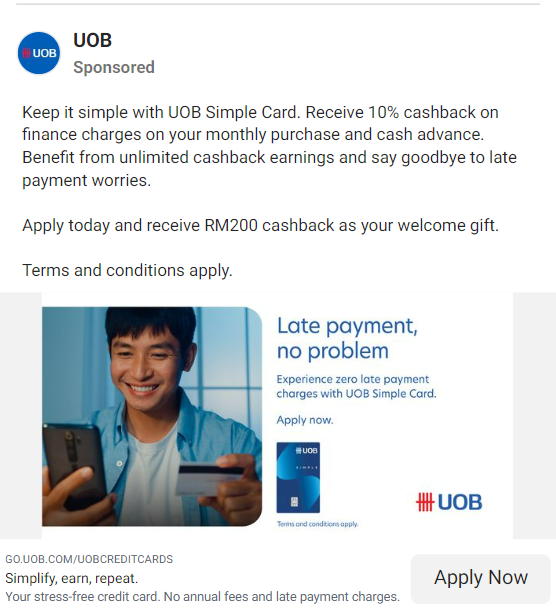 UOB
UOB
Sponsored
Keep it simple with UOB Simple Card. Receive 10% cashback on
finance charges on your monthly purchase and cash advance.
Benefit from unlimited cashback earnings and say goodbye to late
payment worries.
Apply today and receive RM200 cashback as your welcome gift.
Terms and conditions apply.
Late payment,
no problem
Experience zero late payment
charges with UOB Simple Card.
Apply now.
UOB
SIMPLE
UOB
Terms and conditions apply.
GO.UOB.COM/UOBCREDITCARDS
Simplify, earn, repeat.
Your stress-free credit card. No annual fees and late payment charges.
Apply Now